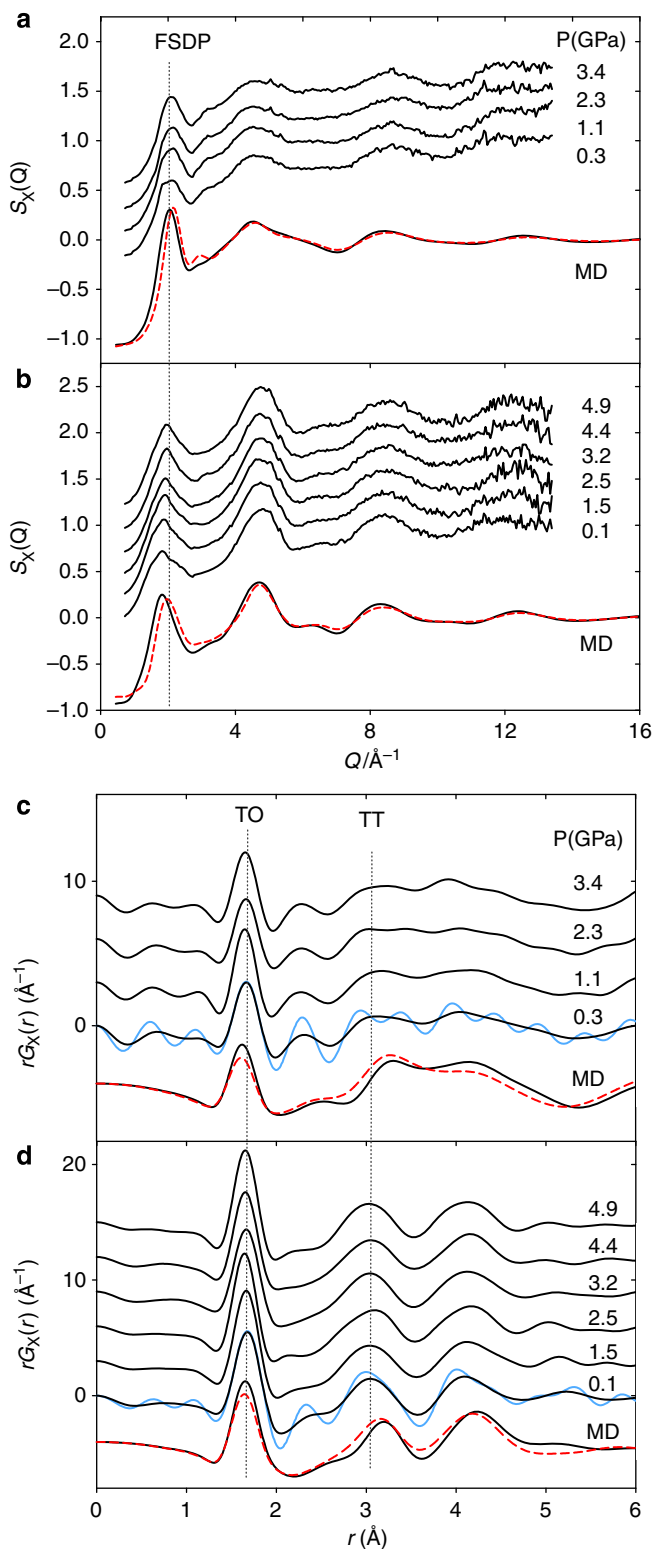 a
FSDP
P(GPa)
3.4
2.3
1.1
0.3
MD
2.0
1.5
1.0
0.5
0.0
−0.5
−1.0
S_X(Q)
b
4.9
4.4
3.2
2.5
1.5
0.1
MD
2.5
2.0
1.5
1.0
0.5
0.0
−0.5
−1.0
S_X(Q)
0 4 8 12 16
Q/Å⁻¹
c
TO
TT
P(GPa)
3.4
2.3
1.1
0.3
MD
10
0
rG_X(r) (Å⁻¹)
d
4.9
4.4
3.2
2.5
1.5
0.1
MD
20
10
0
rG_X(r) (Å⁻¹)
0 1 2 3 4 5 6
r (Å)